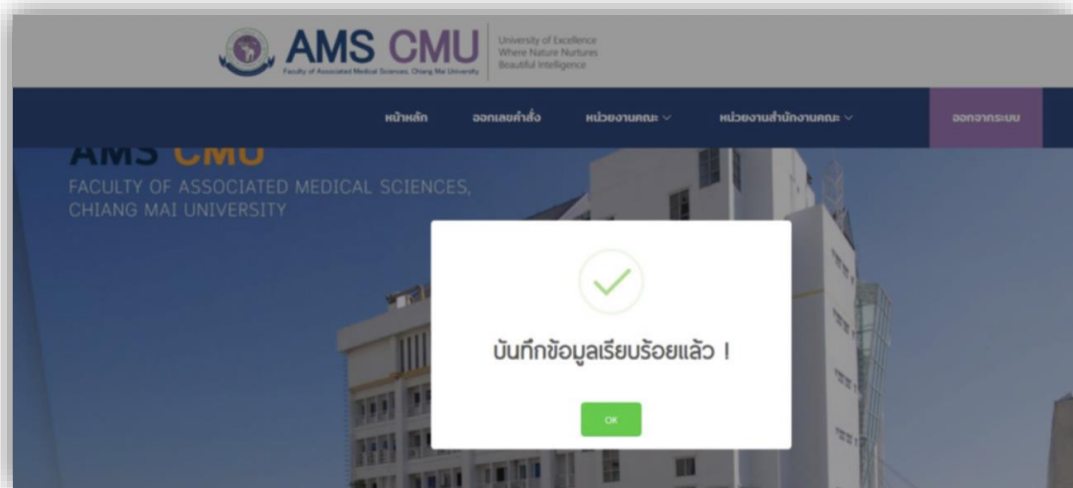 AMS CMU
Faculty of Associated Medical Sciences, Chiang Mai University
University of Excellence
Where Nature Nurtures
Beautiful Intelligence
หน้าหลัก ออกเลขคำสั่ง หน่วยงานคณะ หน่วยงานสำนักงานคณะ ออกจากระบบ
AMS CMU
FACULTY OF ASSOCIATED MEDICAL SCIENCES,
CHIANG MAI UNIVERSITY
บันทึกข้อมูลเรียบร้อยแล้ว !
OK